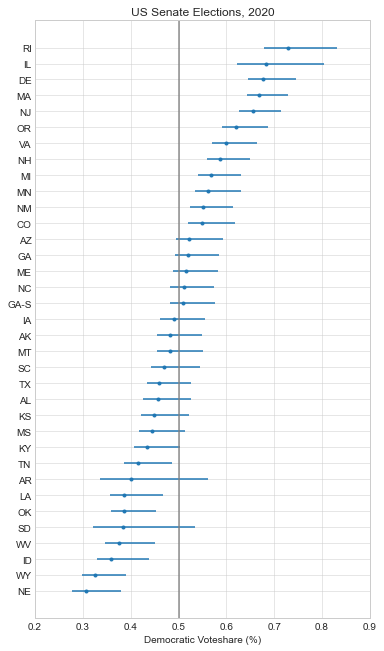 US Senate Elections, 2020
RI
IL
DE
MA
NJ
OR
VA
NH
MI
MN
NM
CO
AZ
GA
ME
NC
GA-S
IA
AK
MT
SC
TX
AL
KS
MS
KY
TN
AR
LA
OK
SD
WV
ID
WY
NE
0.2 0.3 0.4 0.5 0.6 0.7 0.8 0.9
Democratic Voteshare (%)